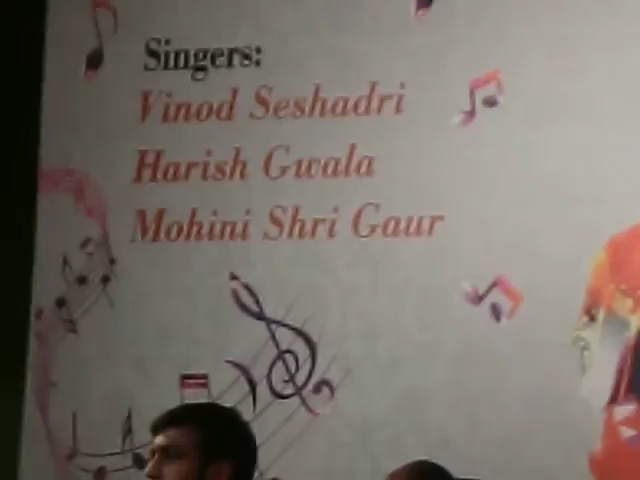 Singers:
Vinod Seshadri
Harish Gwala
Mohini Shri Gaur